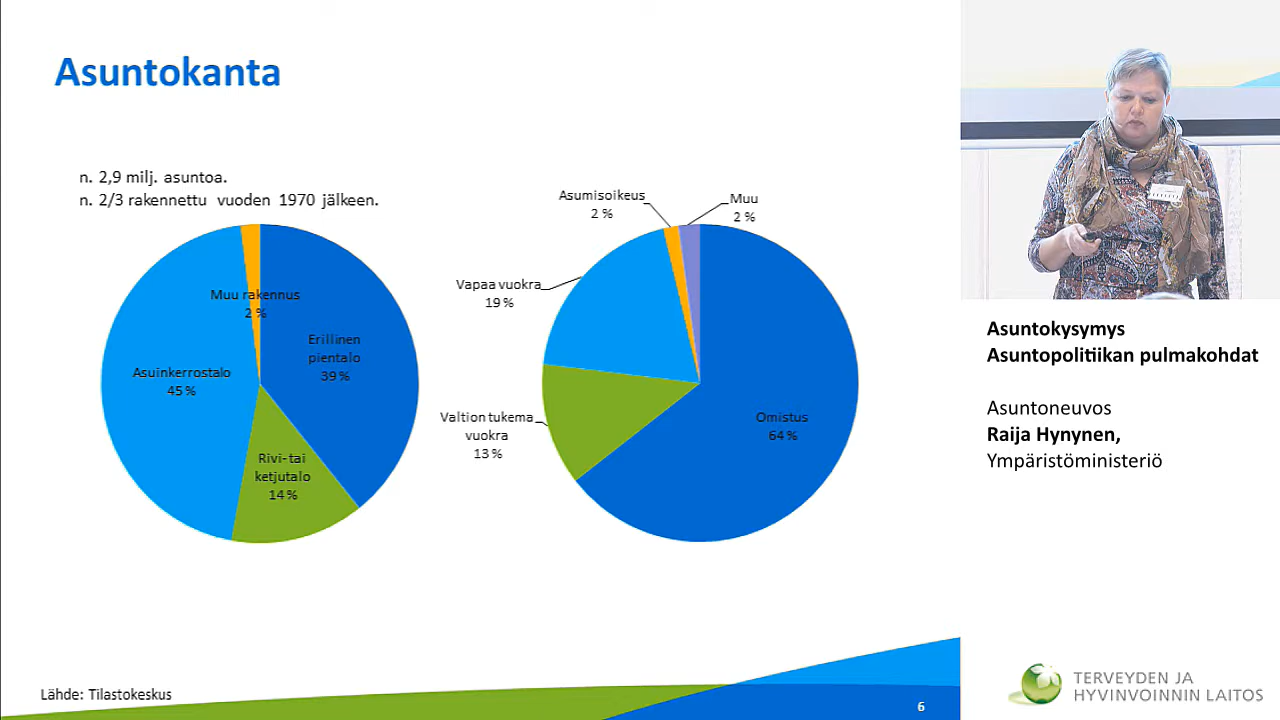 Asuntokanta
n. 2,9 milj. asuntoa.
n. 2/3 rakennettu vuoden 1970 jälkeen.
Muu rakennus
2 %
Erillinen
pientalo
39 %
Asuinkerrostalo
45 %
Rivi- tai
ketjutalo
14 %
Asumisoikeus
2 %
Muu
2 %
Vapaa vuokra
19 %
Valtion tukema
vuokra
13 %
Omistus
64 %
Lähde: Tilastokeskus
6
Asuntokysymys
Asuntopolitiikan pulmakohdat
Asuntoneuvos
Raija Hynynen,
Ympäristöministeriö
TERVEYDEN JA
HYVINVOINNIN LAITOS